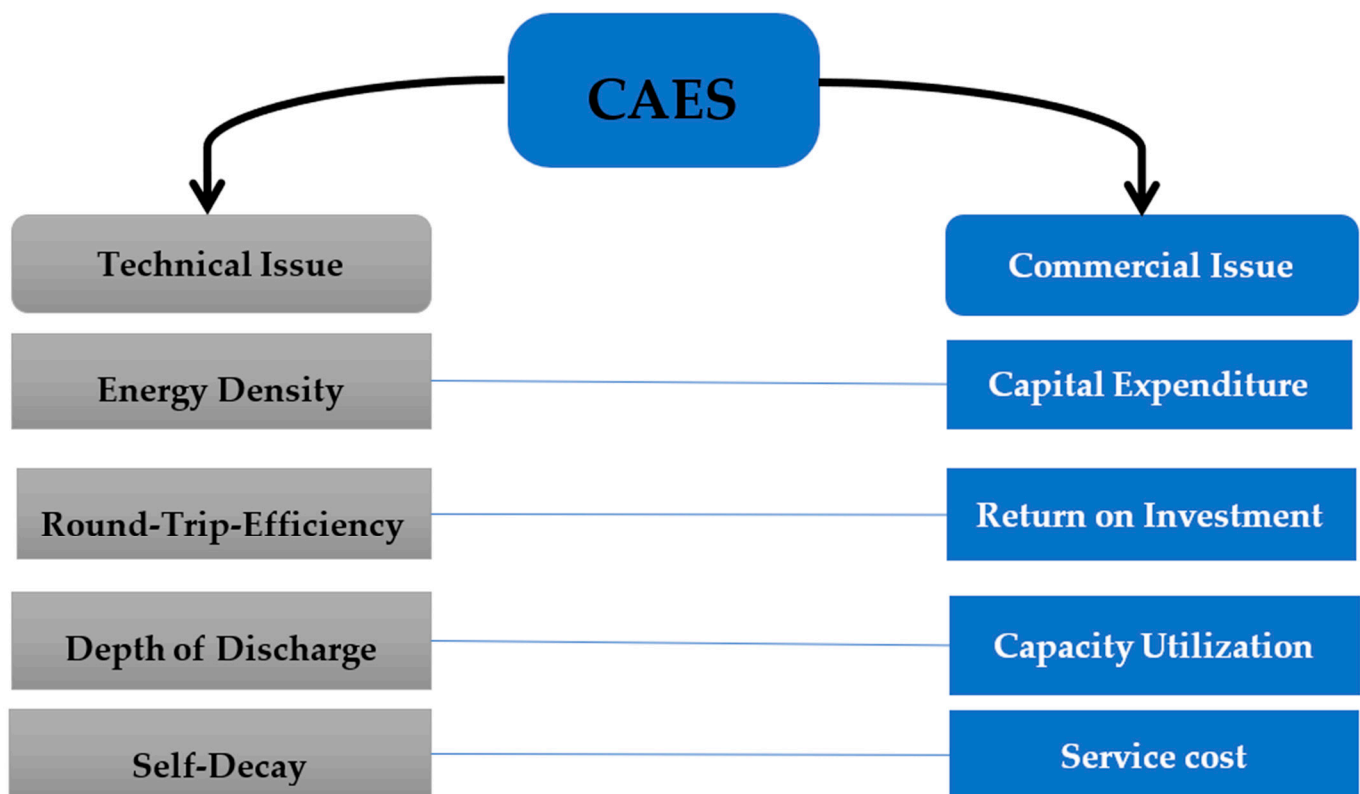 CAES
Technical Issue
Commercial Issue
Energy Density
Capital Expenditure
Round-Trip-Efficiency
Return on Investment
Depth of Discharge
Capacity Utilization
Self-Decay
Service cost